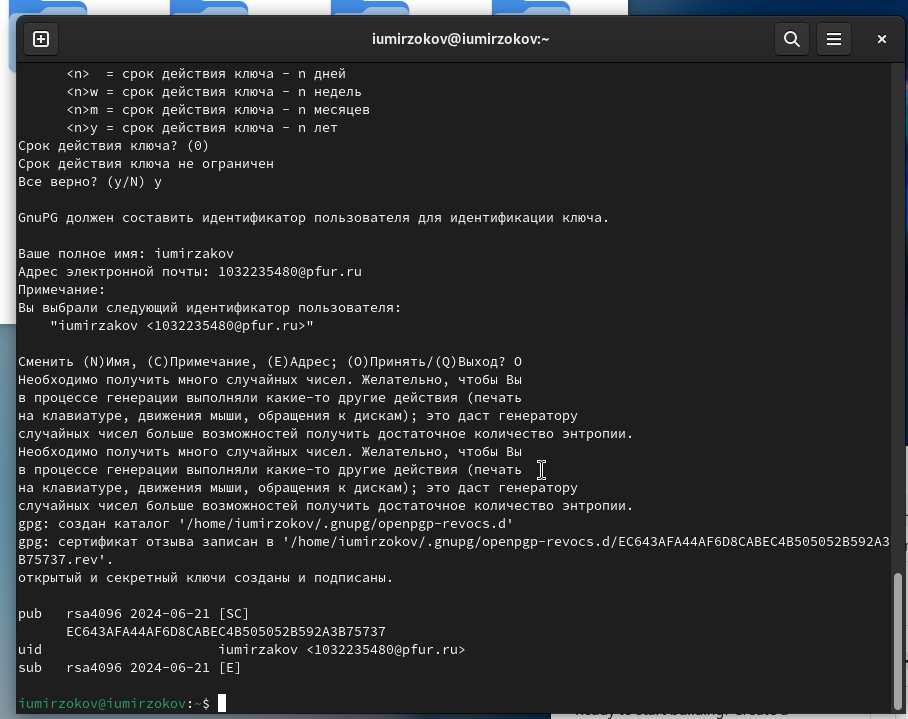 iumirzokov@iumirzokov:~
<n>  = срок действия ключа - n дней
<n>w = срок действия ключа - n недель
<n>m = срок действия ключа - n месяцев
<n>y = срок действия ключа - n лет
Срок действия ключа? (0)
Срок действия ключа не ограничен
Все верно? (y/N) y
GnuPG должен составить идентификатор пользователя для идентификации ключа.
Ваше полное имя: iumirzakov
Адрес электронной почты: 1032235480@pfur.ru
Примечание:
Вы выбрали следующий идентификатор пользователя:
"iumirzakov <1032235480@pfur.ru>"
Сменить (N)Имя, (C)Примечание, (E)Адрес; (O)Принять/(Q)Выход? O
Необходимо получить много случайных чисел. Желательно, чтобы Вы
в процессе генерации выполняли какие-то другие действия (печать
на клавиатуре, движения мыши, обращения к дискам); это даст генератору
случайных чисел больше возможностей получить достаточное количество энтропии.
Необходимо получить много случайных чисел. Желательно, чтобы Вы
в процессе генерации выполняли какие-то другие действия (печать
на клавиатуре, движения мыши, обращения к дискам); это даст генератору
случайных чисел больше возможностей получить достаточное количество энтропии.
gpg: создан каталог '/home/iumirzokov/.gnupg/openpgp-revocs.d'
gpg: сертификат отзыва записан в '/home/iumirzokov/.gnupg/openpgp-revocs.d/EC643AFA44AF6D8CABEC4B505052B592A3
B75737.rev'.
открытый и секретный ключи созданы и подписаны.
pub   rsa4096 2024-06-21 [SC]
EC643AFA44AF6D8CABEC4B505052B592A3B75737
uid                      iumirzakov <1032235480@pfur.ru>
sub   rsa4096 2024-06-21 [E]
iumirzokov@iumirzokov:~$